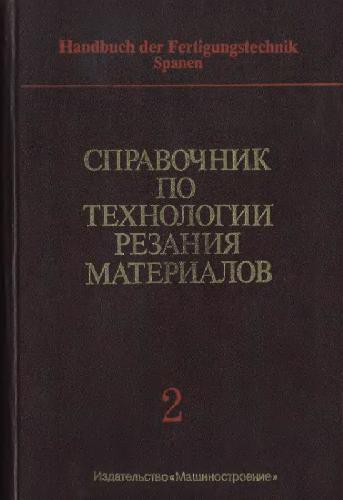 Handbuch der Fertigungstechnik
Spanen
СПРАВОЧНИК
ПО
ТЕХНОЛОГИИ
РЕЗАНИЯ
МАТЕРИАЛОВ
2
Издательство «Машиностроение»